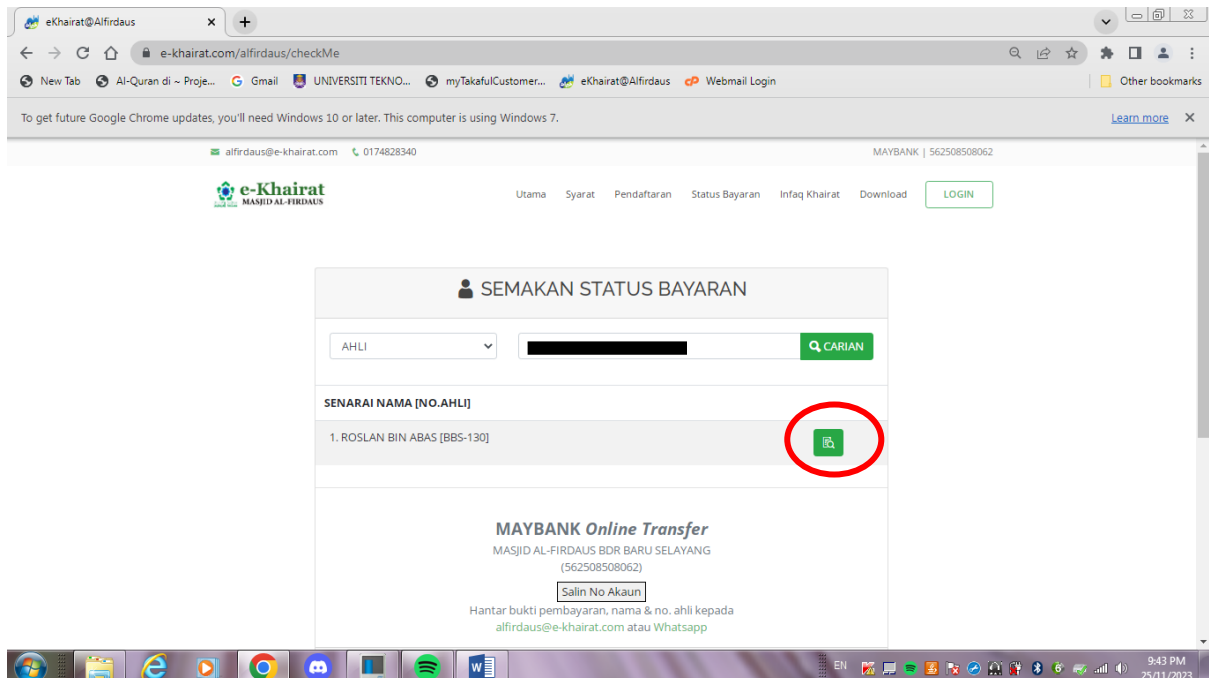 eKhairat@Alfirdaus
e-khairat.com/alfirdaus/checkMe
New Tab Al-Quran di ~ Proje... Gmail UNIVERSITI TEKNO... myTakafulCustomer... eKhairat@Alfirdaus Webmail Login Other bookmarks
To get future Google Chrome updates, you'll need Windows 10 or later. This computer is using Windows 7. Learn more
alfirdaus@e-khairat.com 0174828340 MAYBANK | 562508508062
e-Khairat
MASJID AL-FIRDAUS
Utama Syarat Pendaftaran Status Bayaran Infaq Khairat Download LOGIN
SEMAKAN STATUS BAYARAN
AHLI CARIAN
SENARAI NAMA [NO.AHLI]
1. ROSLAN BIN ABAS [BBS-130]
MAYBANK Online Transfer
MASJID AL-FIRDAUS BDR BARU SELAYANG
(562508508062)
Salin No Akaun
Hantar bukti pembayaran, nama & no. ahli kepada
alfirdaus@e-khairat.com atau Whatsapp
EN 9:43 PM
25/11/2023